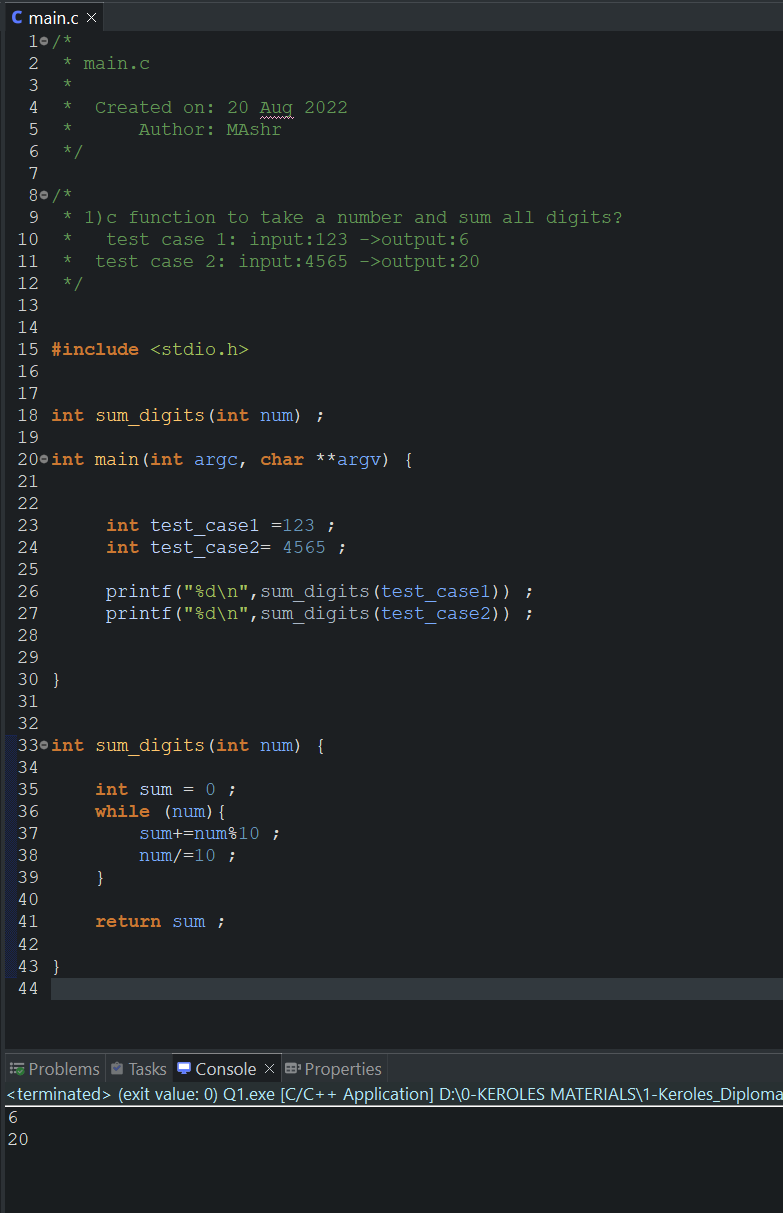 C main.c ×
1 /*
2  * main.c
3  *
4  *  Created on: 20 Aug 2022
5  *      Author: MAshr
6  */
7
8 /*
9  * 1)c function to take a number and sum all digits?
10  *   test case 1: input:123 ->output:6
11  *  test case 2: input:4565 ->output:20
12  */
13
14
15 #include <stdio.h>
16
17
18 int sum_digits(int num) ;
19
20 int main(int argc, char **argv) {
21
22
23      int test_case1 =123 ;
24      int test_case2= 4565 ;
25
26      printf("%d\n",sum_digits(test_case1)) ;
27      printf("%d\n",sum_digits(test_case2)) ;
28
29
30 }
31
32
33 int sum_digits(int num) {
34
35     int sum = 0 ;
36     while (num){
37         sum+=num%10 ;
38         num/=10 ;
39     }
40
41     return sum ;
42
43 }
44
Problems Tasks Console × Properties
<terminated> (exit value: 0) Q1.exe [C/C++ Application] D:\0-KEROLES MATERIALS\1-Keroles_Diploma
6
20